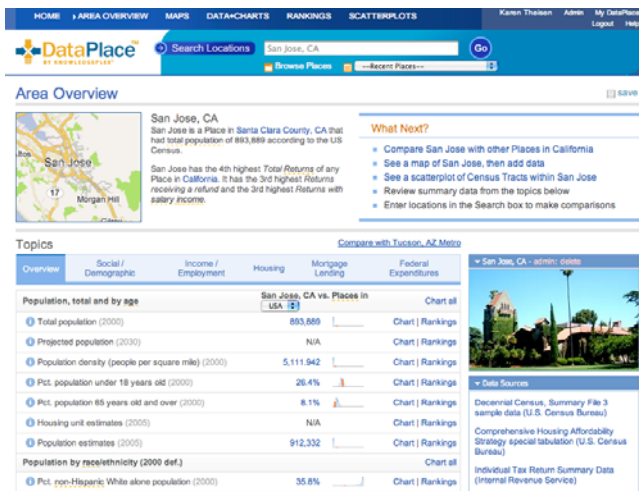 HOME
AREA OVERVIEW
MAPS
DATA+CHARTS
RANKINGS
SCATTERPLOTS
Karen Theisen Admin My DataPlace
Logout Help
DataPlace™
BY KNOWLEDGEPLEX®
Search Locations
San Jose, CA
Go
Browse Places
--Recent Places--
Area Overview
save
San Jose
17
Morgan Hill
San Jose, CA
San Jose is a Place in Santa Clara County, CA that
had total population of 893,889 according to the US
Census.
San Jose has the 4th highest Total Returns of any
Place in California. It has the 3rd highest Returns
receiving a refund and the 3rd highest Returns with
salary income.
What Next?
Compare San Jose with other Places in California
See a map of San Jose, then add data
See a scatterplot of Census Tracts within San Jose
Review summary data from the topics below
Enter locations in the Search box to make comparisons
Topics
Compare with Tucson, AZ Metro
Overview
Social /
Demographic
Income /
Employment
Housing
Mortgage
Lending
Federal
Expenditures
Population, total and by age
San Jose, CA vs. Places in
USA
Chart all
Total population (2000) 893,889 Chart | Rankings
Projected population (2030) N/A Chart | Rankings
Population density (people per square mile) (2000) 5,111.942 Chart | Rankings
Pct. population under 18 years old (2000) 26.4% Chart | Rankings
Pct. population 65 years old and over (2000) 8.1% Chart | Rankings
Housing unit estimates (2005) N/A Chart | Rankings
Population estimates (2005) 912,332 Chart | Rankings
Population by race/ethnicity (2000 def.) Chart all
Pct. non-Hispanic White alone population (2000) 35.8% Chart | Rankings
San Jose, CA - admin: delete
Data Sources
Decennial Census, Summary File 3
sample data (U.S. Census Bureau)
Comprehensive Housing Affordability
Strategy special tabulation (U.S. Census
Bureau)
Individual Tax Return Summary Data
(Internal Revenue Service)